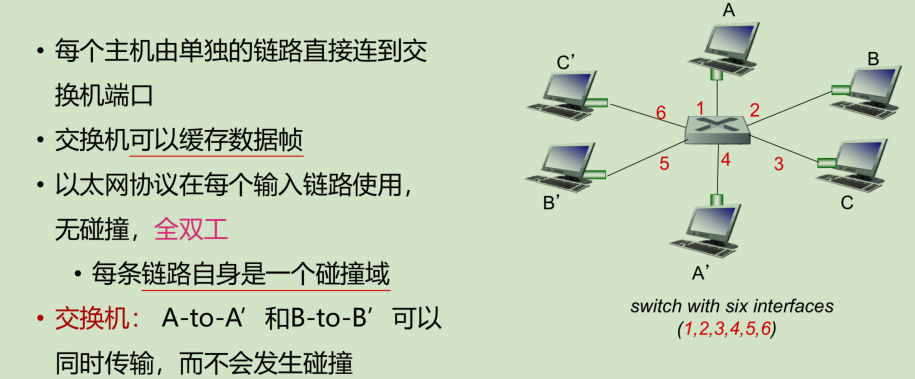 • 每个主机由单独的链路直接连到交
换机端口
• 交换机可以缓存数据帧
• 以太网协议在每个输入链路使用，
无碰撞，全双工
• 每条链路自身是一个碰撞域
• 交换机： A-to-A’ 和B-to-B’ 可以
同时传输，而不会发生碰撞
A
C’
B
6
1
2
5
4
3
B’
C
A’
switch with six interfaces
(1,2,3,4,5,6)